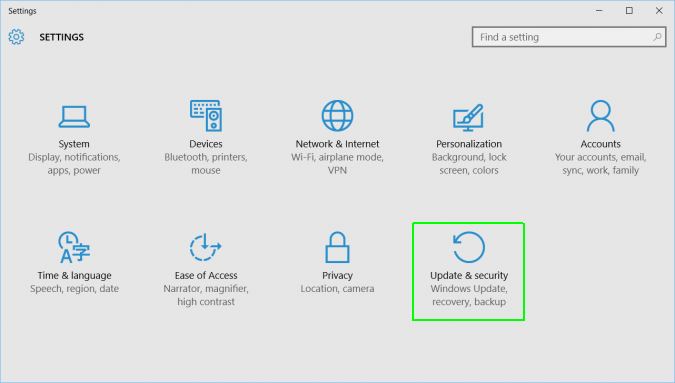 Settings
SETTINGS
Find a setting
System
Display, notifications,
apps, power
Devices
Bluetooth, printers,
mouse
Network & Internet
Wi-Fi, airplane mode,
VPN
Personalization
Background, lock
screen, colors
Accounts
Your accounts, email,
sync, work, family
A字
Time & language
Speech, region, date
Ease of Access
Narrator, magnifier,
high contrast
Privacy
Location, camera
Update & security
Windows Update,
recovery, backup